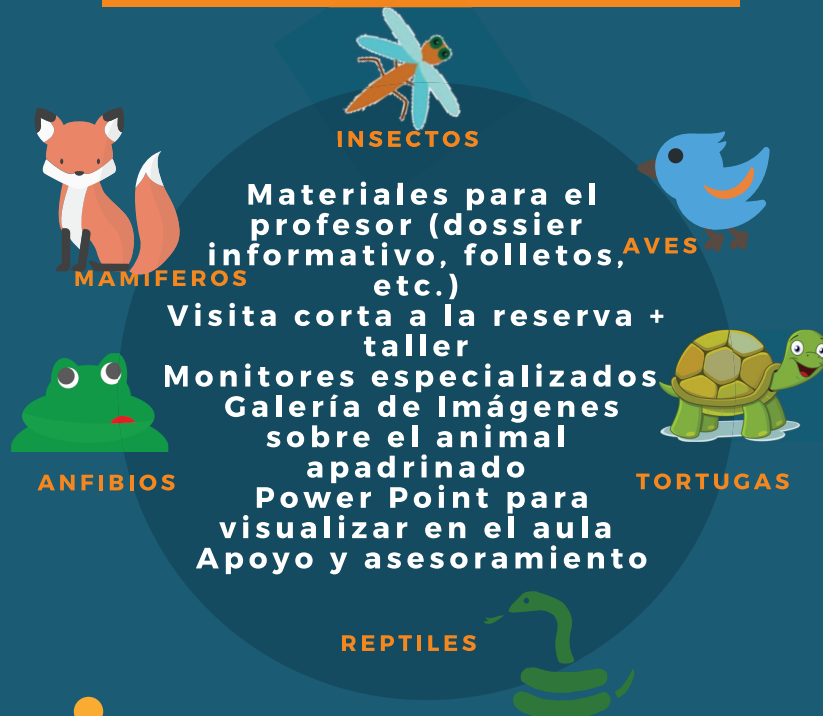 INSECTOS
Materiales para el
profesor (dossier
informativo, folletos,
AVES
MAMIFEROS
etc.)
Visita corta a la reserva +
taller
Monitores especializados
Galería de Imágenes
sobre el animal
apadrinado
ANFIBIOS
TORTUGAS
Power Point para
visualizar en el aula
Apoyo y asesoramiento
REPTILES